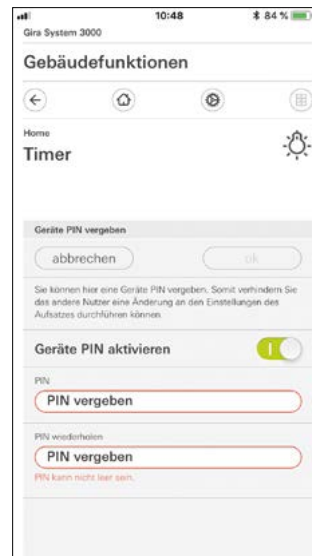 10:48
84 %
Gira System 3000
Gebäudefunktionen
Home
Timer
Geräte PIN vergeben
abbrechen
ok
Sie können hier eine Geräte PIN vergeben. Somit verhindern Sie
das andere Nutzer eine Änderung an den Einstellungen des
Aufsatzes durchführen können.
Geräte PIN aktivieren
PIN
PIN vergeben
PIN wiederholen
PIN vergeben
PIN kann nicht leer sein.